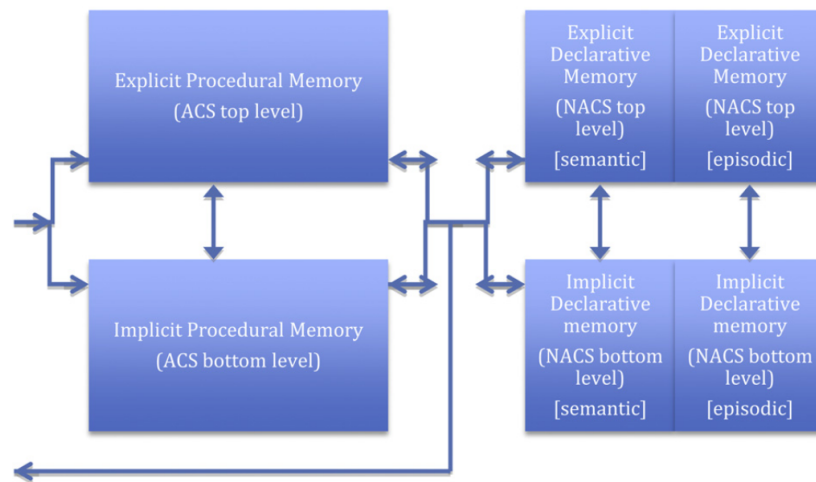 Explicit Procedural Memory
(ACS top level)
Explicit
Declarative
Memory
(NACS top
level)
[semantic]
Explicit
Declarative
Memory
(NACS top
level)
[episodic]
Implicit Procedural Memory
(ACS bottom level)
Implicit
Declarative
memory
(NACS bottom
level)
[semantic]
Implicit
Declarative
memory
(NACS bottom
level)
[episodic]